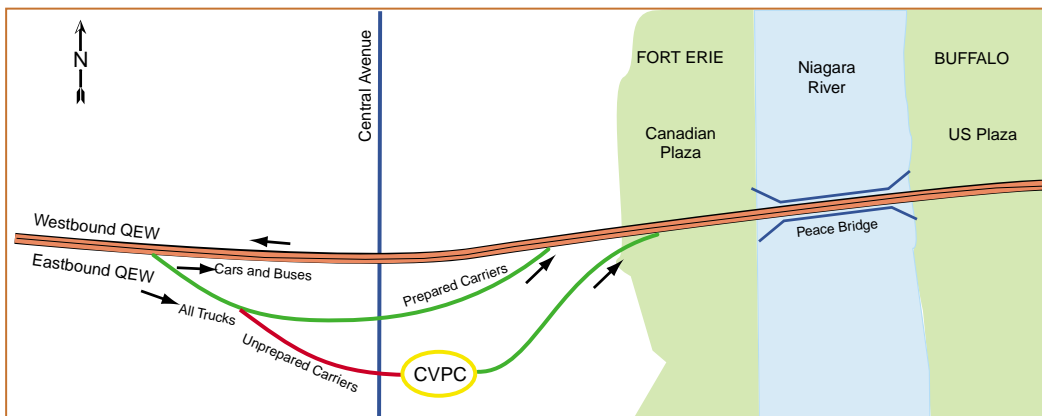 N
Central Avenue
FORT ERIE
Niagara
River
BUFFALO
Canadian
Plaza
US Plaza
Westbound QEW
Peace Bridge
Eastbound QEW
Cars and Buses
Prepared Carriers
All Trucks
Unprepared Carriers
CVPC